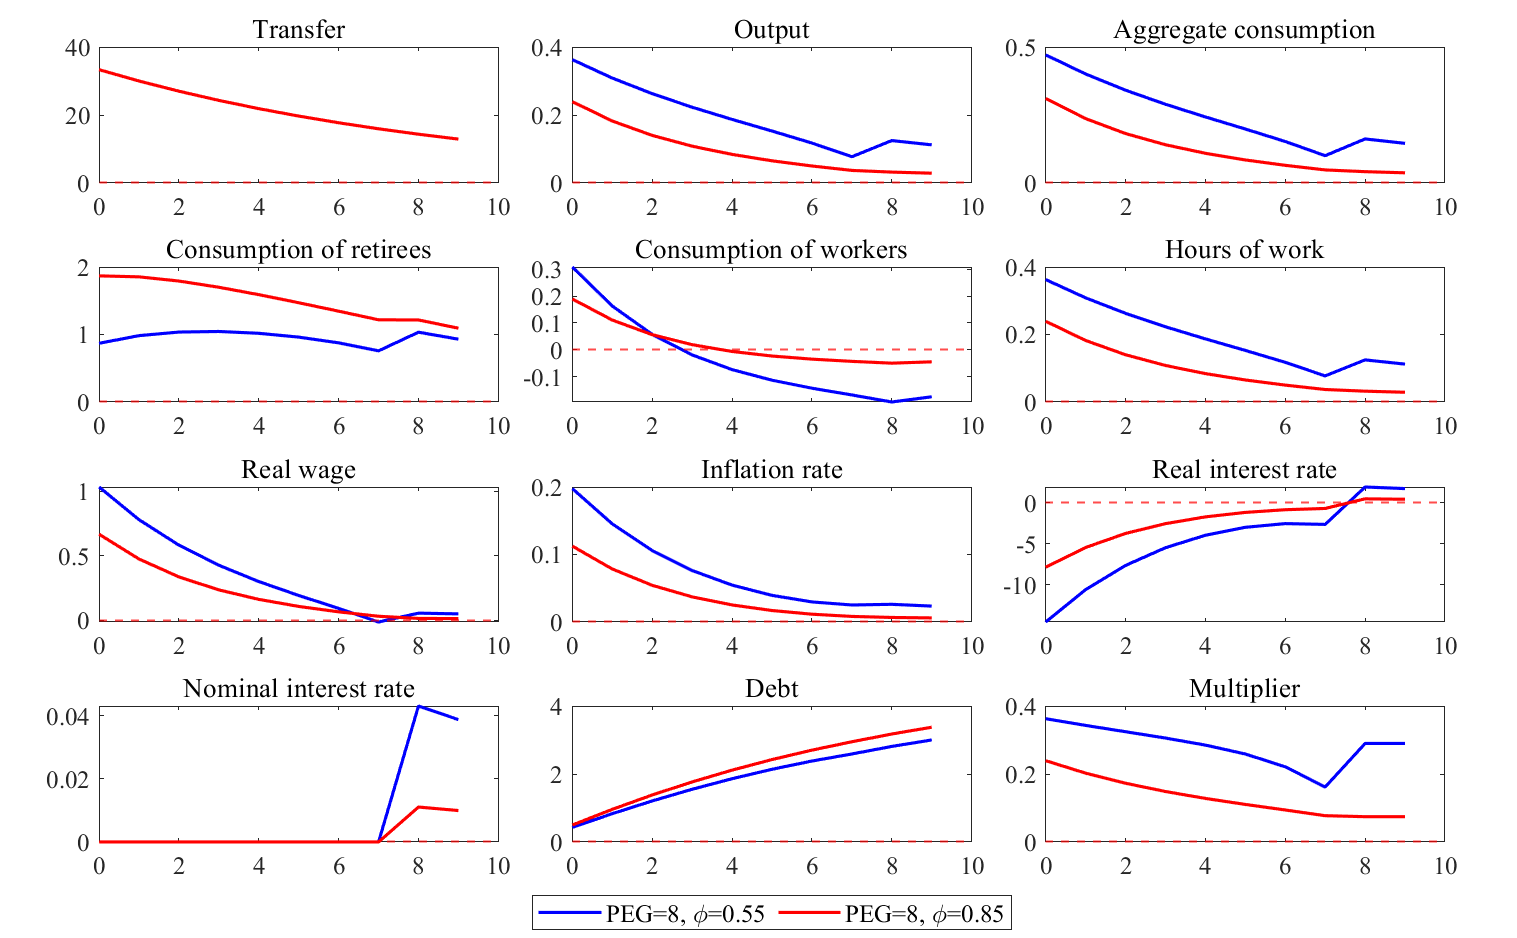 Transfer Output Aggregate consumption
40 0.4 0.5
20 0.2
0 0 0
0 2 4 6 8 10 0 2 4 6 8 10 0 2 4 6 8 10
Consumption of retirees Consumption of workers Hours of work
2 0.3 0.4
0.2
1 0.1 0.2
0
-0.1
0 0
0 2 4 6 8 10 0 2 4 6 8 10 0 2 4 6 8 10
Real wage Inflation rate Real interest rate
1 0.2 0
0.5 0.1 -5
-10
0 0
0 2 4 6 8 10 0 2 4 6 8 10 0 2 4 6 8 10
Nominal interest rate Debt Multiplier
0.04 4 0.4
0.02 2 0.2
0 0 0
0 2 4 6 8 10 0 2 4 6 8 10 0 2 4 6 8 10
PEG=8, ϕ=0.55 PEG=8, ϕ=0.85